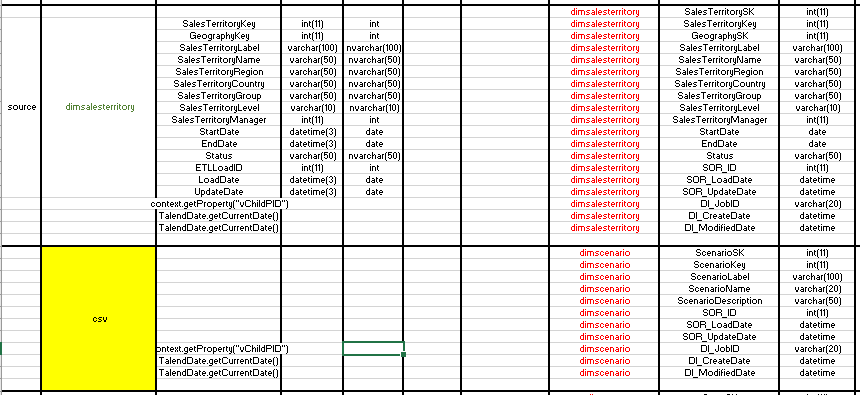 dimsalesterritory SalesTerritorySK int(11)
SalesTerritoryKey int(11) int dimsalesterritory SalesTerritoryKey int(11)
GeographyKey int(11) int dimsalesterritory GeographySK int(11)
SalesTerritoryLabel varchar(100) nvarchar(100) dimsalesterritory SalesTerritoryLabel varchar(100)
SalesTerritoryName varchar(50) nvarchar(50) dimsalesterritory SalesTerritoryName varchar(50)
SalesTerritoryRegion varchar(50) nvarchar(50) dimsalesterritory SalesTerritoryRegion varchar(50)
SalesTerritoryCountry varchar(50) nvarchar(50) dimsalesterritory SalesTerritoryCountry varchar(50)
SalesTerritoryGroup varchar(50) nvarchar(50) dimsalesterritory SalesTerritoryGroup varchar(50)
source dimsalesterritory SalesTerritoryLevel varchar(10) nvarchar(10) dimsalesterritory SalesTerritoryLevel varchar(10)
SalesTerritoryManager int(11) int dimsalesterritory SalesTerritoryManager int(11)
StartDate datetime(3) date dimsalesterritory StartDate date
EndDate datetime(3) date dimsalesterritory EndDate date
Status varchar(50) nvarchar(50) dimsalesterritory Status varchar(50)
ETLLoadID int(11) int dimsalesterritory SOR_ID int(11)
LoadDate datetime(3) date dimsalesterritory SOR_LoadDate datetime
UpdateDate datetime(3) date dimsalesterritory SOR_UpdateDate datetime
context.getProperty("vChildPID") dimsalesterritory DI_JobID varchar(20)
TalendDate.getCurrentDate() dimsalesterritory DI_CreateDate datetime
TalendDate.getCurrentDate() dimsalesterritory DI_ModifiedDate datetime
dimscenario ScenarioSK int(11)
dimscenario ScenarioKey int(11)
dimscenario ScenarioLabel varchar(100)
dimscenario ScenarioName varchar(20)
dimscenario ScenarioDescription varchar(50)
csv dimscenario SOR_ID int(11)
dimscenario SOR_LoadDate datetime
dimscenario SOR_UpdateDate datetime
ontext.getProperty("vChildPID") dimscenario DI_JobID varchar(20)
TalendDate.getCurrentDate() dimscenario DI_CreateDate datetime
TalendDate.getCurrentDate() dimscenario DI_ModifiedDate datetime